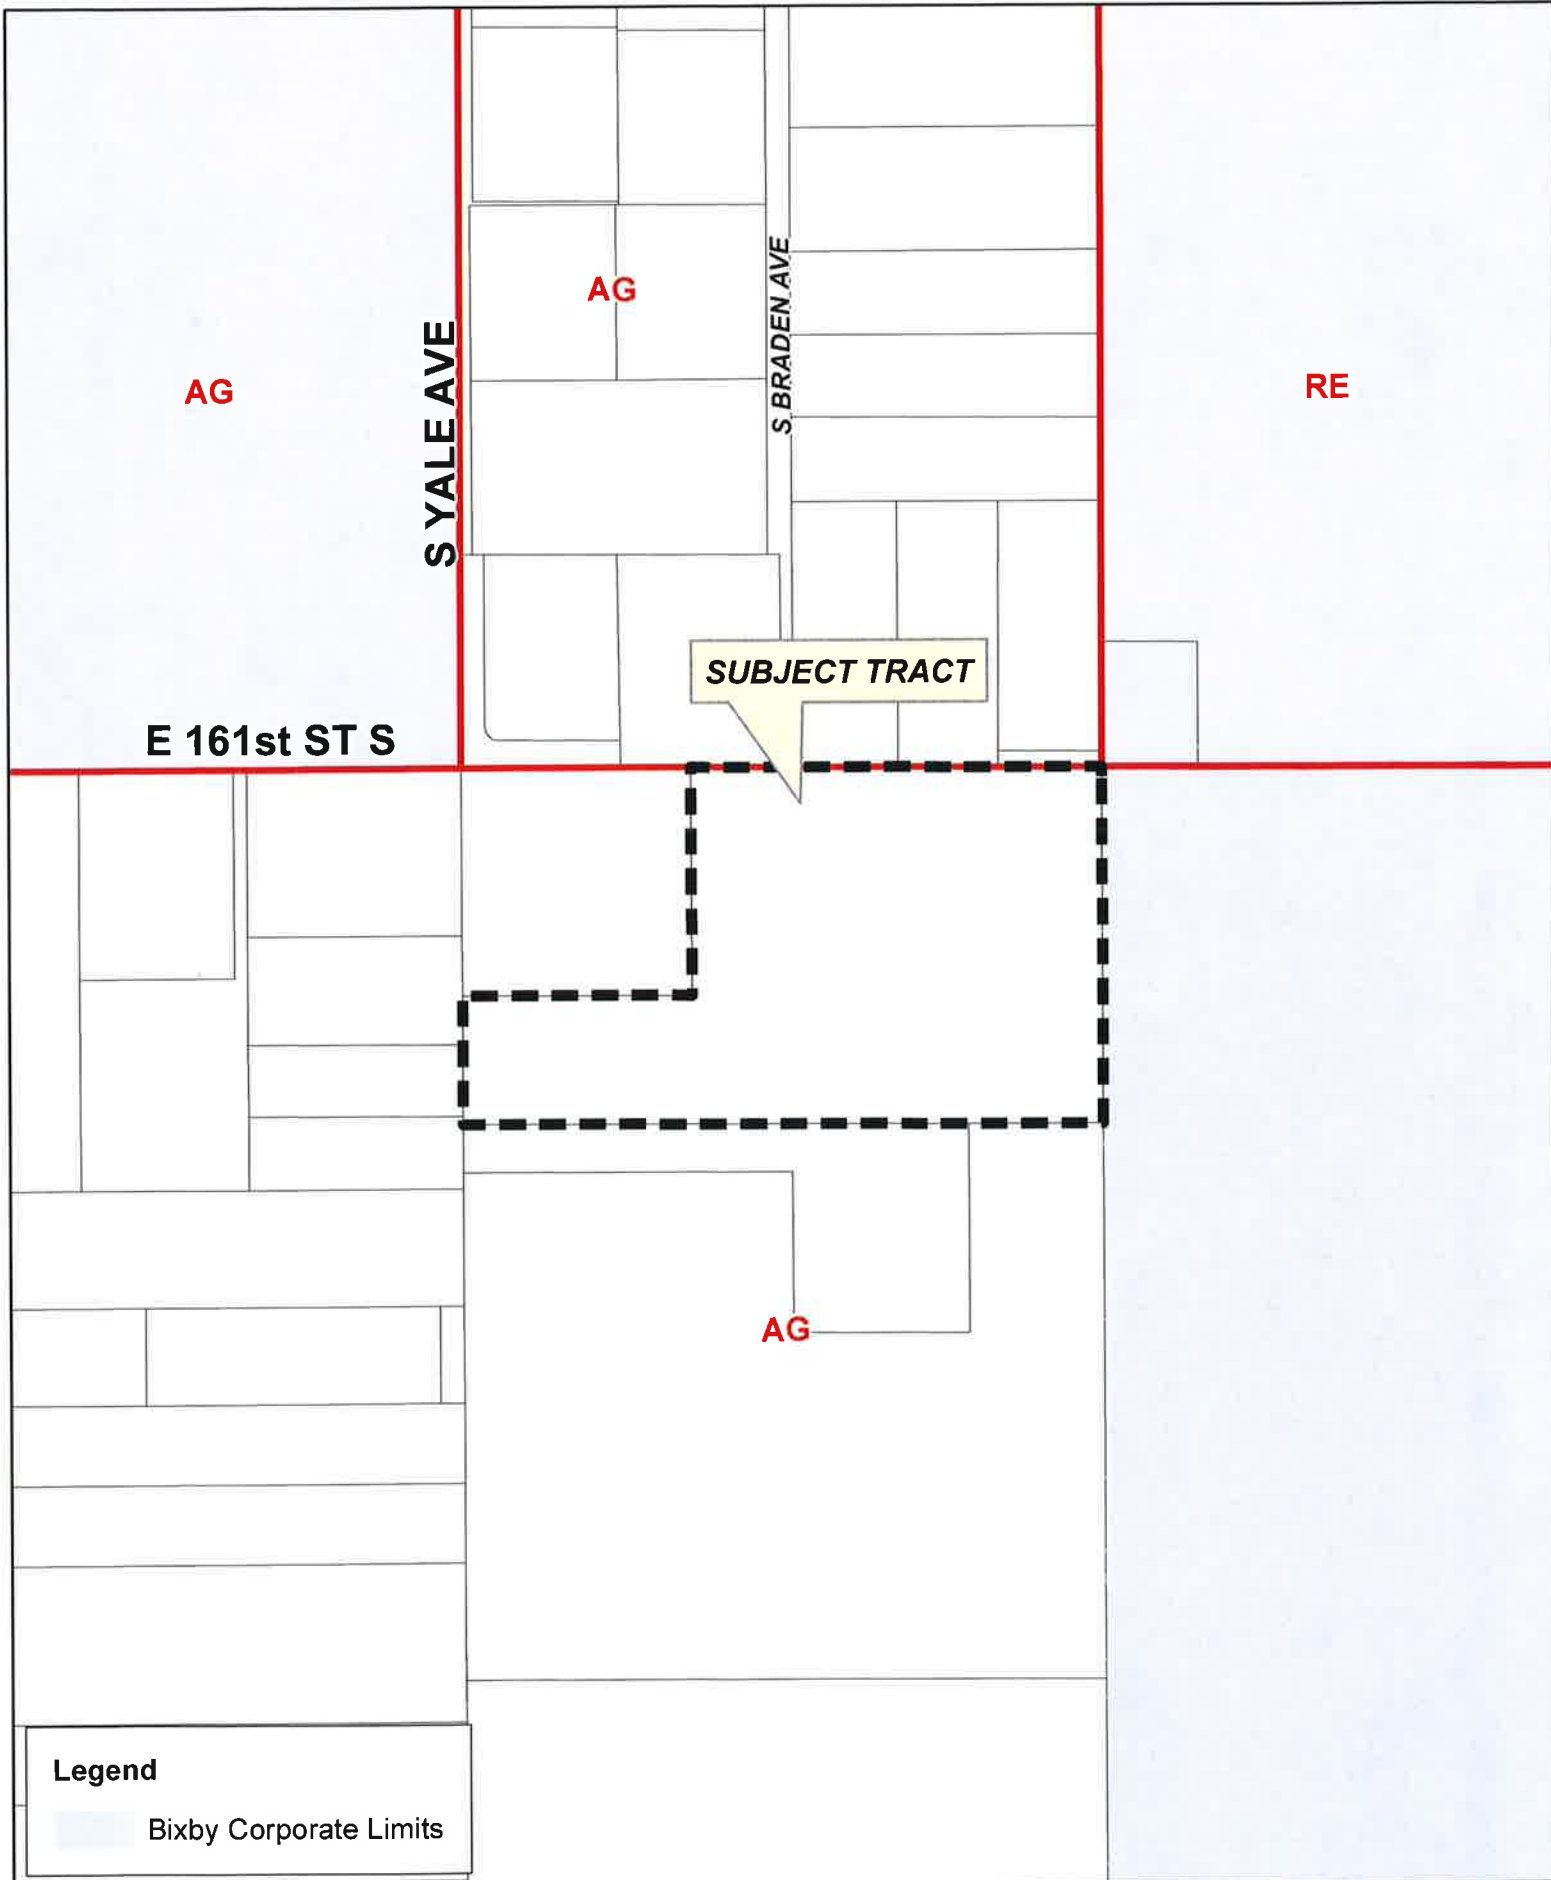 S BRADEN AVE
AG
S YALE AVE
AG
RE
SUBJECT TRACT
E 161st ST S
AG
Legend
Bixby Corporate Limits